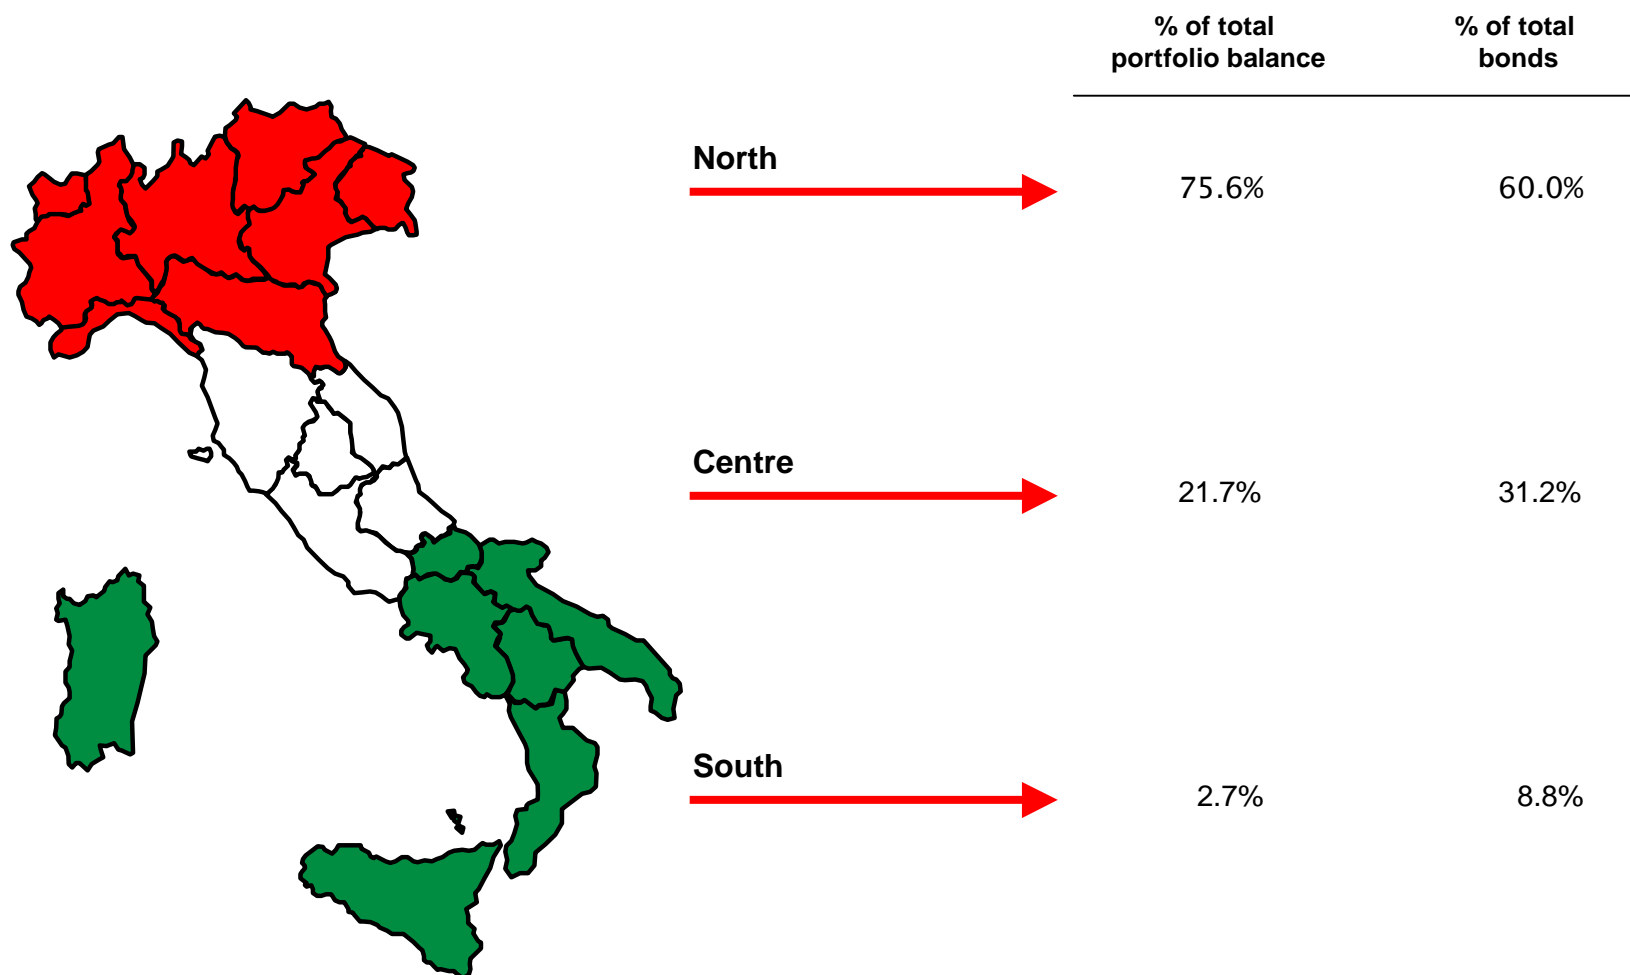 % of total
portfolio balance
% of total
bonds
North
75.6%
60.0%
Centre
21.7%
31.2%
South
2.7%
8.8%